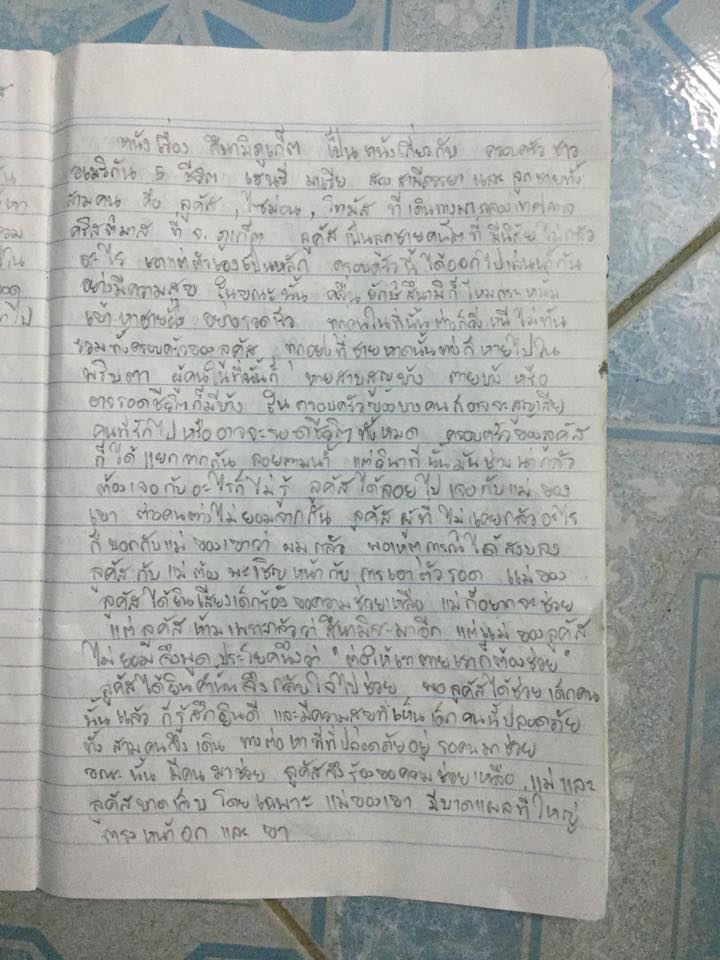 หนังเรื่อง สึนามิภูเก็ต เป็นหนังเกี่ยวกับ ครอบครัวชาว
อเมริกัน 5 ชีวิต เฮนรี มาเรีย สองสามีภรรยา และ ลูกชายทั้ง
สามคน คือ ลูคัส , ไซม่อน , โทมัส ที่เดินทางมาฉลองเทศกาล
คริสต์มาส ที่ จ. ภูเก็ต ลูคัสเป็นลูกชายคนโต ที่มีนิสัย ไม่กลัว
อะไร เอาแต่ตัวเองเป็นหลัก ครอบครัวนี้ ได้ออกไปเล่นน้ำกัน
อย่างมีความสุข ในขณะนั้น คลื่นยักษ์สึนามิก็โหมกระหน่ำ
เข้าหาชายฝั่ง อย่างรวดเร็ว ทุกคนในที่นั้นต่างก็วิ่งหนี ไม่ทัน
รวมทั้งครอบครัวของลูคัส ทุกอย่างที่ชายหาดนั้น ก็หายไปใน
พริบตา ผู้คนในที่นั้นก็ หายสาบสูญบ้าง ตายบ้าง หรือ
อาจรอดชีวิตก็มีบ้าง ในครอบครัวของบางคนก็อาจจะสูญเสีย
คนที่รักไป หรืออาจจะรอดชีวิตทั้งหมด ครอบครัวของลูคัส
ก็ได้แยกจากกัน ลอยตามน้ำ แต่วินาทีนั้นมันช่างน่ากลัว
ต้องเจอกับอะไรก็ไม่รู้ ลูคัสได้ลอยไปเจอกับแม่ของ
เขา ต่างคนต่างไม่ยอมจากกัน ลูคัส ผู้ที่ไม่เคยกลัวอะไร
ก็บอกกับแม่ของเขาว่า ผมกลัว พอเหตุการณ์ได้สงบลง
ลูคัสกับแม่ต้องเผชิญหน้ากับ การเอาตัวรอด แม่ของ
ลูคัสได้ยินเสียงเด็กร้องขอความช่วยเหลือ แม่ก็อยากจะช่วย
แต่ลูคัสห้ามเพราะกลัวว่าสึนามิจะมาอีก แต่แม่ของลูคัส
ไม่ยอมจึงพูดประโยคนึงว่า "ต่อให้เราตายเราก็ต้องช่วย"
ลูคัสได้ยินคำนั้นจึงกลับใจไปช่วย พอลูคัสได้ช่วยเด็กคน
นั้นแล้ว ก็รู้สึกยินดี และมีความสุขที่เห็นเด็กคนนี้ปลอดภัย
ทั้งสามคนจึงเดินทางต่อหาที่ที่ปลอดภัยอยู่ รอคนมาช่วย
ขณะนั้น มีคนมาช่วย ลูคัสจึงร้องขอความช่วยเหลือ แม่และ
ลูคัสบาดเจ็บ โดยเฉพาะ แม่ของเขา มีบาดแผลที่ใหญ่
ตรงหน้าอก และ ขา